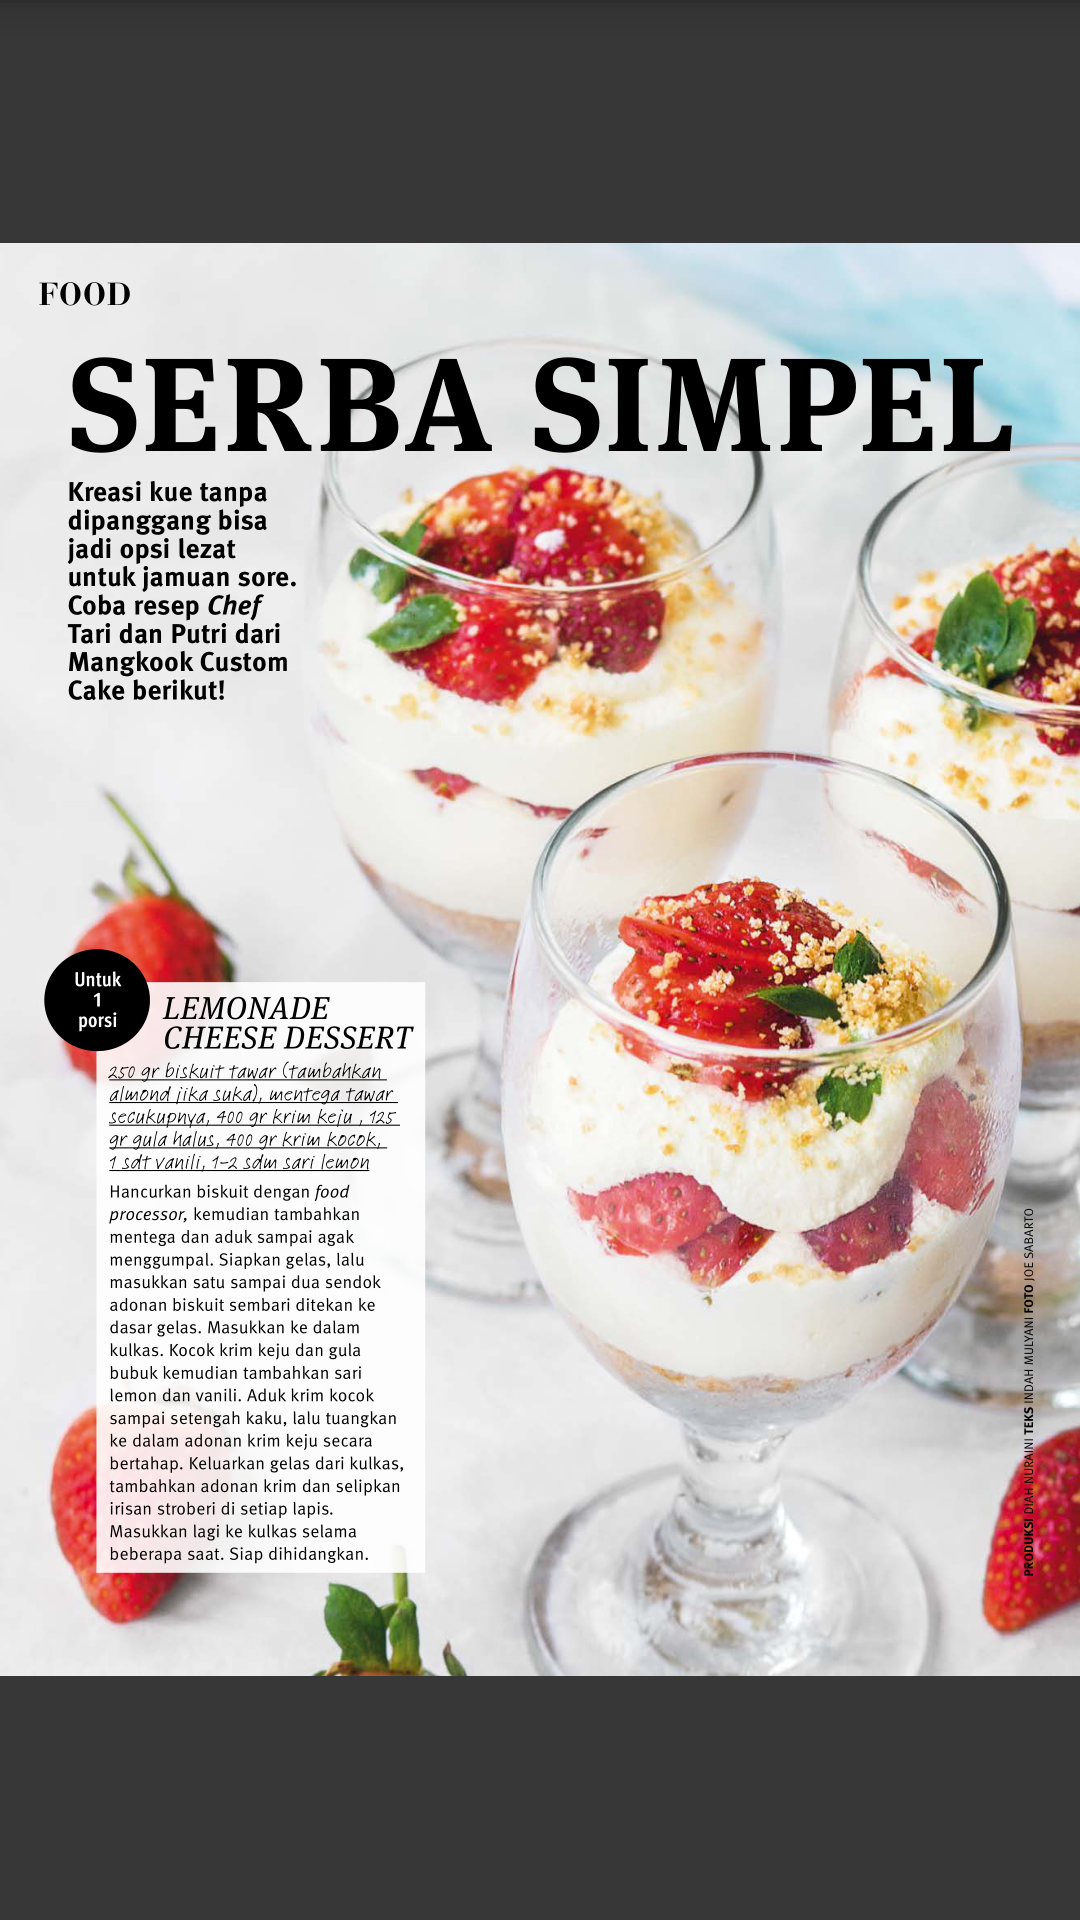 FOOD
SERBA SIMPEL
Kreasi kue tanpa
dipanggang bisa
jadi opsi lezat
untuk jamuan sore.
Coba resep Chef
Tari dan Putri dari
Mangkook Custom
Cake berikut!
Untuk
1
porsi
LEMONADE
CHEESE DESSERT
250 gr biskuit tawar (tambahkan
almond jika suka), mentega tawar
secukupnya, 400 gr krim keju , 125
gr gula halus, 400 gr krim kocok,
1 sdt vanili, 1-2 sdm sari lemon
Hancurkan biskuit dengan food
processor, kemudian tambahkan
mentega dan aduk sampai agak
menggumpal. Siapkan gelas, lalu
masukkan satu sampai dua sendok
adonan biskuit sembari ditekan ke
dasar gelas. Masukkan ke dalam
kulkas. Kocok krim keju dan gula
bubuk kemudian tambahkan sari
lemon dan vanili. Aduk krim kocok
sampai setengah kaku, lalu tuangkan
ke dalam adonan krim keju secara
bertahap. Keluarkan gelas dari kulkas,
tambahkan adonan krim dan selipkan
irisan stroberi di setiap lapis.
Masukkan lagi ke kulkas selama
beberapa saat. Siap dihidangkan.
PRODUKSI DIAH NURAINI TEKS INDAH MULYANI FOTO JOE SABARTO